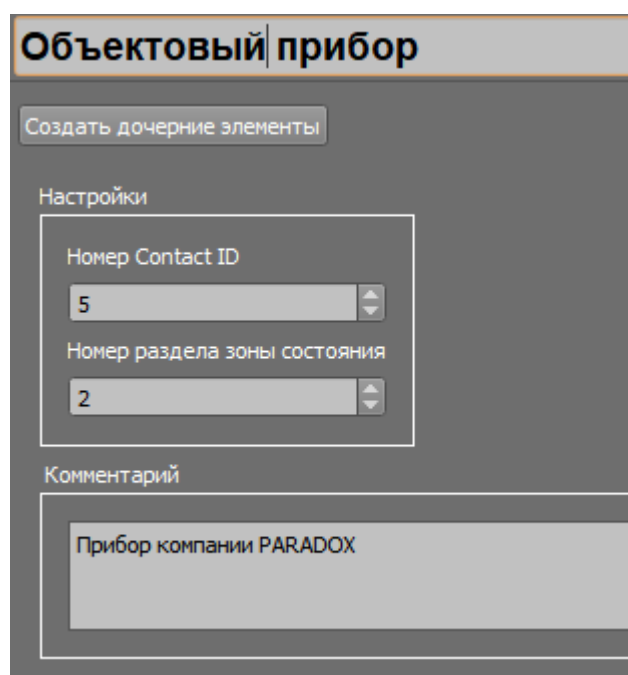 Объектовый прибор
Создать дочерние элементы
Настройки
Номер Contact ID
5
Номер раздела зоны состояния
2
Комментарий
Прибор компании PARADOX